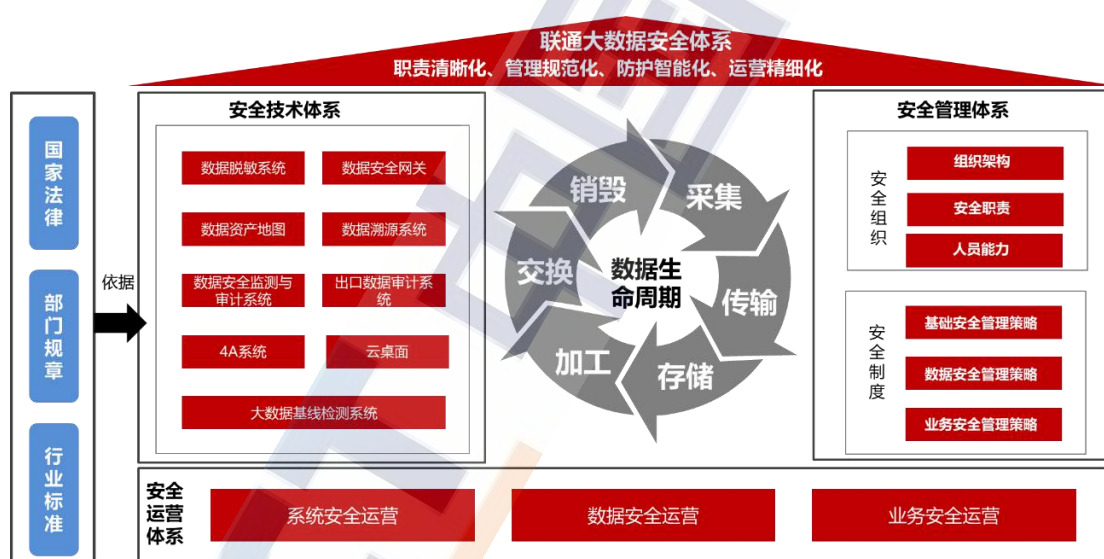 联通大数据安全体系
职责清晰化、管理规范化、防护智能化、运营精细化
国家法律
部门规章
行业标准
依据
安全技术体系
数据脱敏系统
数据安全网关
数据资产地图
数据溯源系统
数据安全监测与
审计系统
出口数据审计系
统
4A系统
云桌面
大数据基线检测系统
数据生
命周期
采集
传输
存储
加工
交换
销毁
安全管理体系
安全组织
组织架构
安全职责
人员能力
安全制度
基础安全管理策略
数据安全管理策略
业务安全管理策略
安全
运营
体系
系统安全运营
数据安全运营
业务安全运营